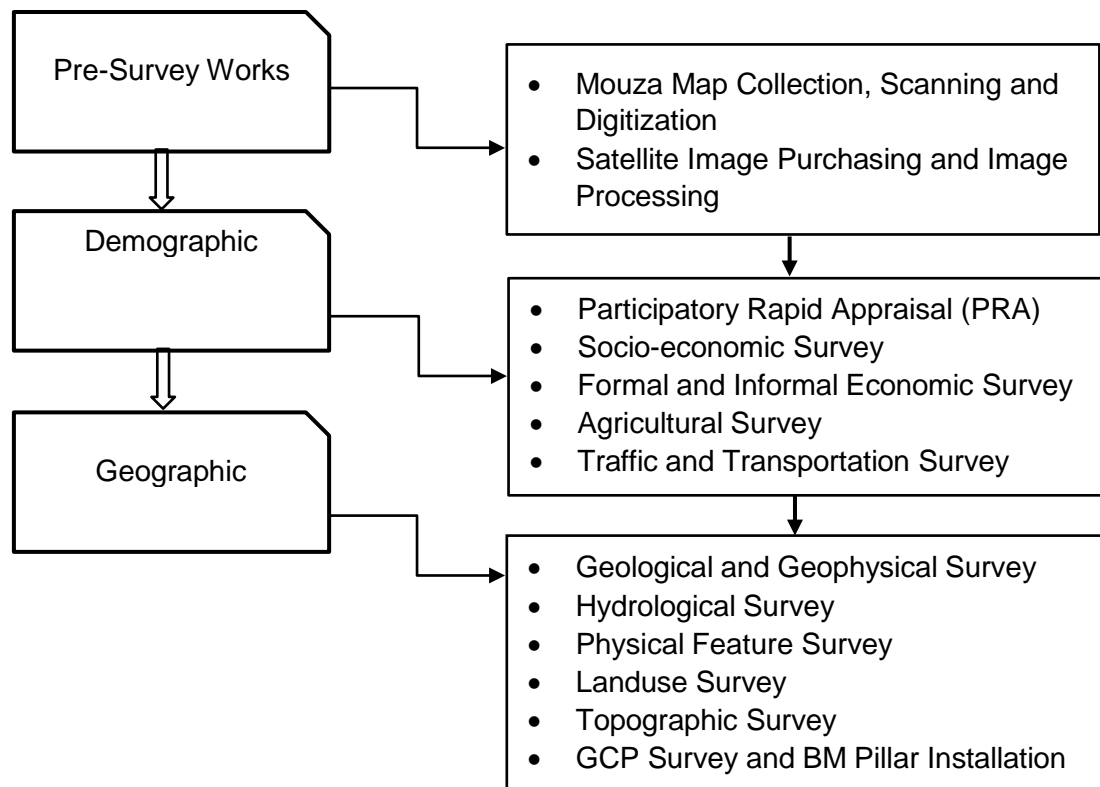 Pre-Survey Works
• Mouza Map Collection, Scanning and
Digitization
• Satellite Image Purchasing and Image
Processing
Demographic
• Participatory Rapid Appraisal (PRA)
• Socio-economic Survey
• Formal and Informal Economic Survey
• Agricultural Survey
• Traffic and Transportation Survey
Geographic
• Geological and Geophysical Survey
• Hydrological Survey
• Physical Feature Survey
• Landuse Survey
• Topographic Survey
• GCP Survey and BM Pillar Installation